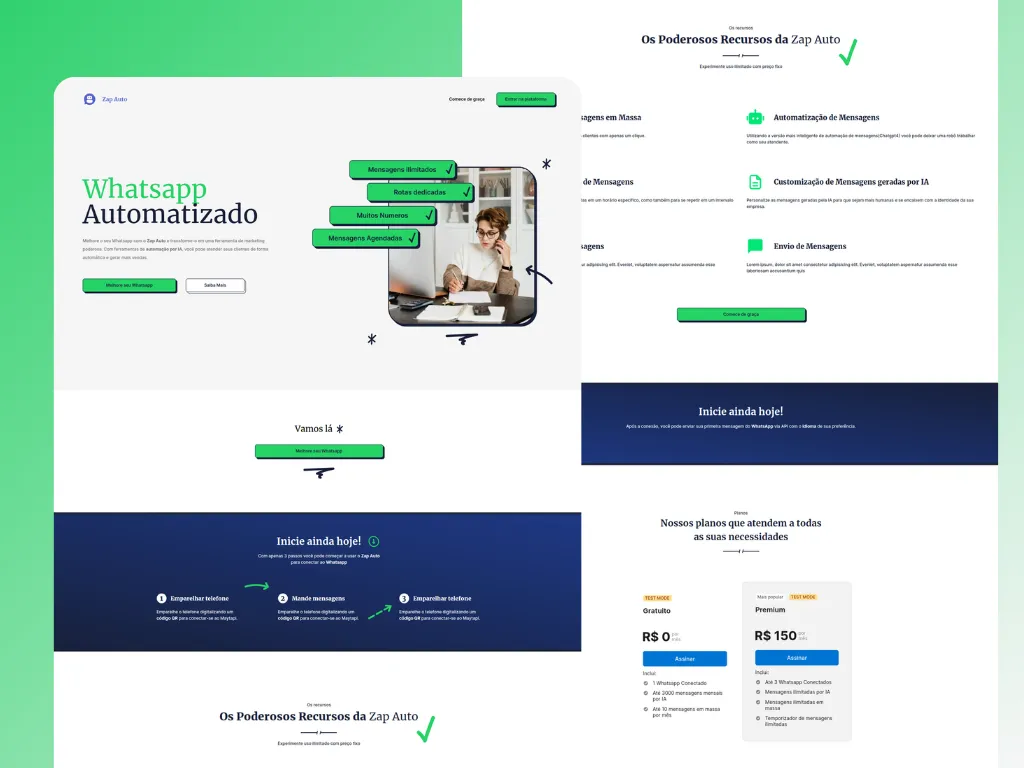 Zap Auto
Comece de graça
Entrar na plataforma
Whatsapp
Automatizado
Melhore o seu Whatsapp com o Zap Auto e transforme-o em uma ferramenta de marketing
poderosa. Com ferramentas de automação por IA, você pode atender seus clientes de forma
automática e gerar mais vendas.
Melhore seu Whatsapp
Saiba Mais
Mensagens ilimitados
Rotas dedicadas
Muitos Numeros
Mensagens Agendadas
Vamos lá
Melhore seu Whatsapp
Inicie ainda hoje!
Com apenas 3 passos você pode começar a usar o Zap Auto
para conectar ao Whatsapp
1 Emparelhar telefone
Emparelhe o telefone digitalizando um
código QR para conectar-se ao Maytapi.
2 Mande mensagens
Emparelhe o telefone digitalizando um
código QR para conectar-se ao Maytapi.
3 Emparelhar telefone
Emparelhe o telefone digitalizando um
código QR para conectar-se ao Maytapi.
Os recursos
Os Poderosos Recursos da Zap Auto
Experimente uso ilimitado com preço fixo
Os recursos
Os Poderosos Recursos da Zap Auto
Experimente uso ilimitado com preço fixo
sagens em Massa
clientes com apenas um clique.
Automatização de Mensagens
Utilizando a versão mais inteligente de automação de mensagens(Chatgpt4) você pode deixar uma robô trabalhar
como seu atendente.
de Mensagens
os em um horário específico, como também para se repetir em um intervalo
Customização de Mensagens geradas por IA
Personalize as mensagens geradas pela IA para que sejam mais humanas e se encaixem com a identidade da sua
empresa.
sagens
ur adipisicing elit. Eveniet, voluptatem aspernatur assumenda esse
Envio de Mensagens
Lorem ipsum, dolor sit amet consectetur adipisicing elit. Eveniet, voluptatem aspernatur assumenda esse
laboriosam accusantium quis
Comece de graça
Inicie ainda hoje!
Após a conexão, você pode enviar sua primeira mensagem do WhatsApp via API com o idioma de sua preferência.
Planos
Nossos planos que atendem a todas
as suas necessidades
TEST MODE
Gratuito
R$ 0 por
mês
Assinar
Inclui:
1 Whatsapp Conectado
Até 2000 mensagens mensais
por IA
Até 10 mensagens em massa
por mês
Mais popular TEST MODE
Premium
R$ 150 por
mês
Assinar
Inclui:
Até 3 Whatsapp Conectados
Mensagens ilimitadas por IA
Mensagens ilimitadas em
massa
Temporizador de mensagens
ilimitadas